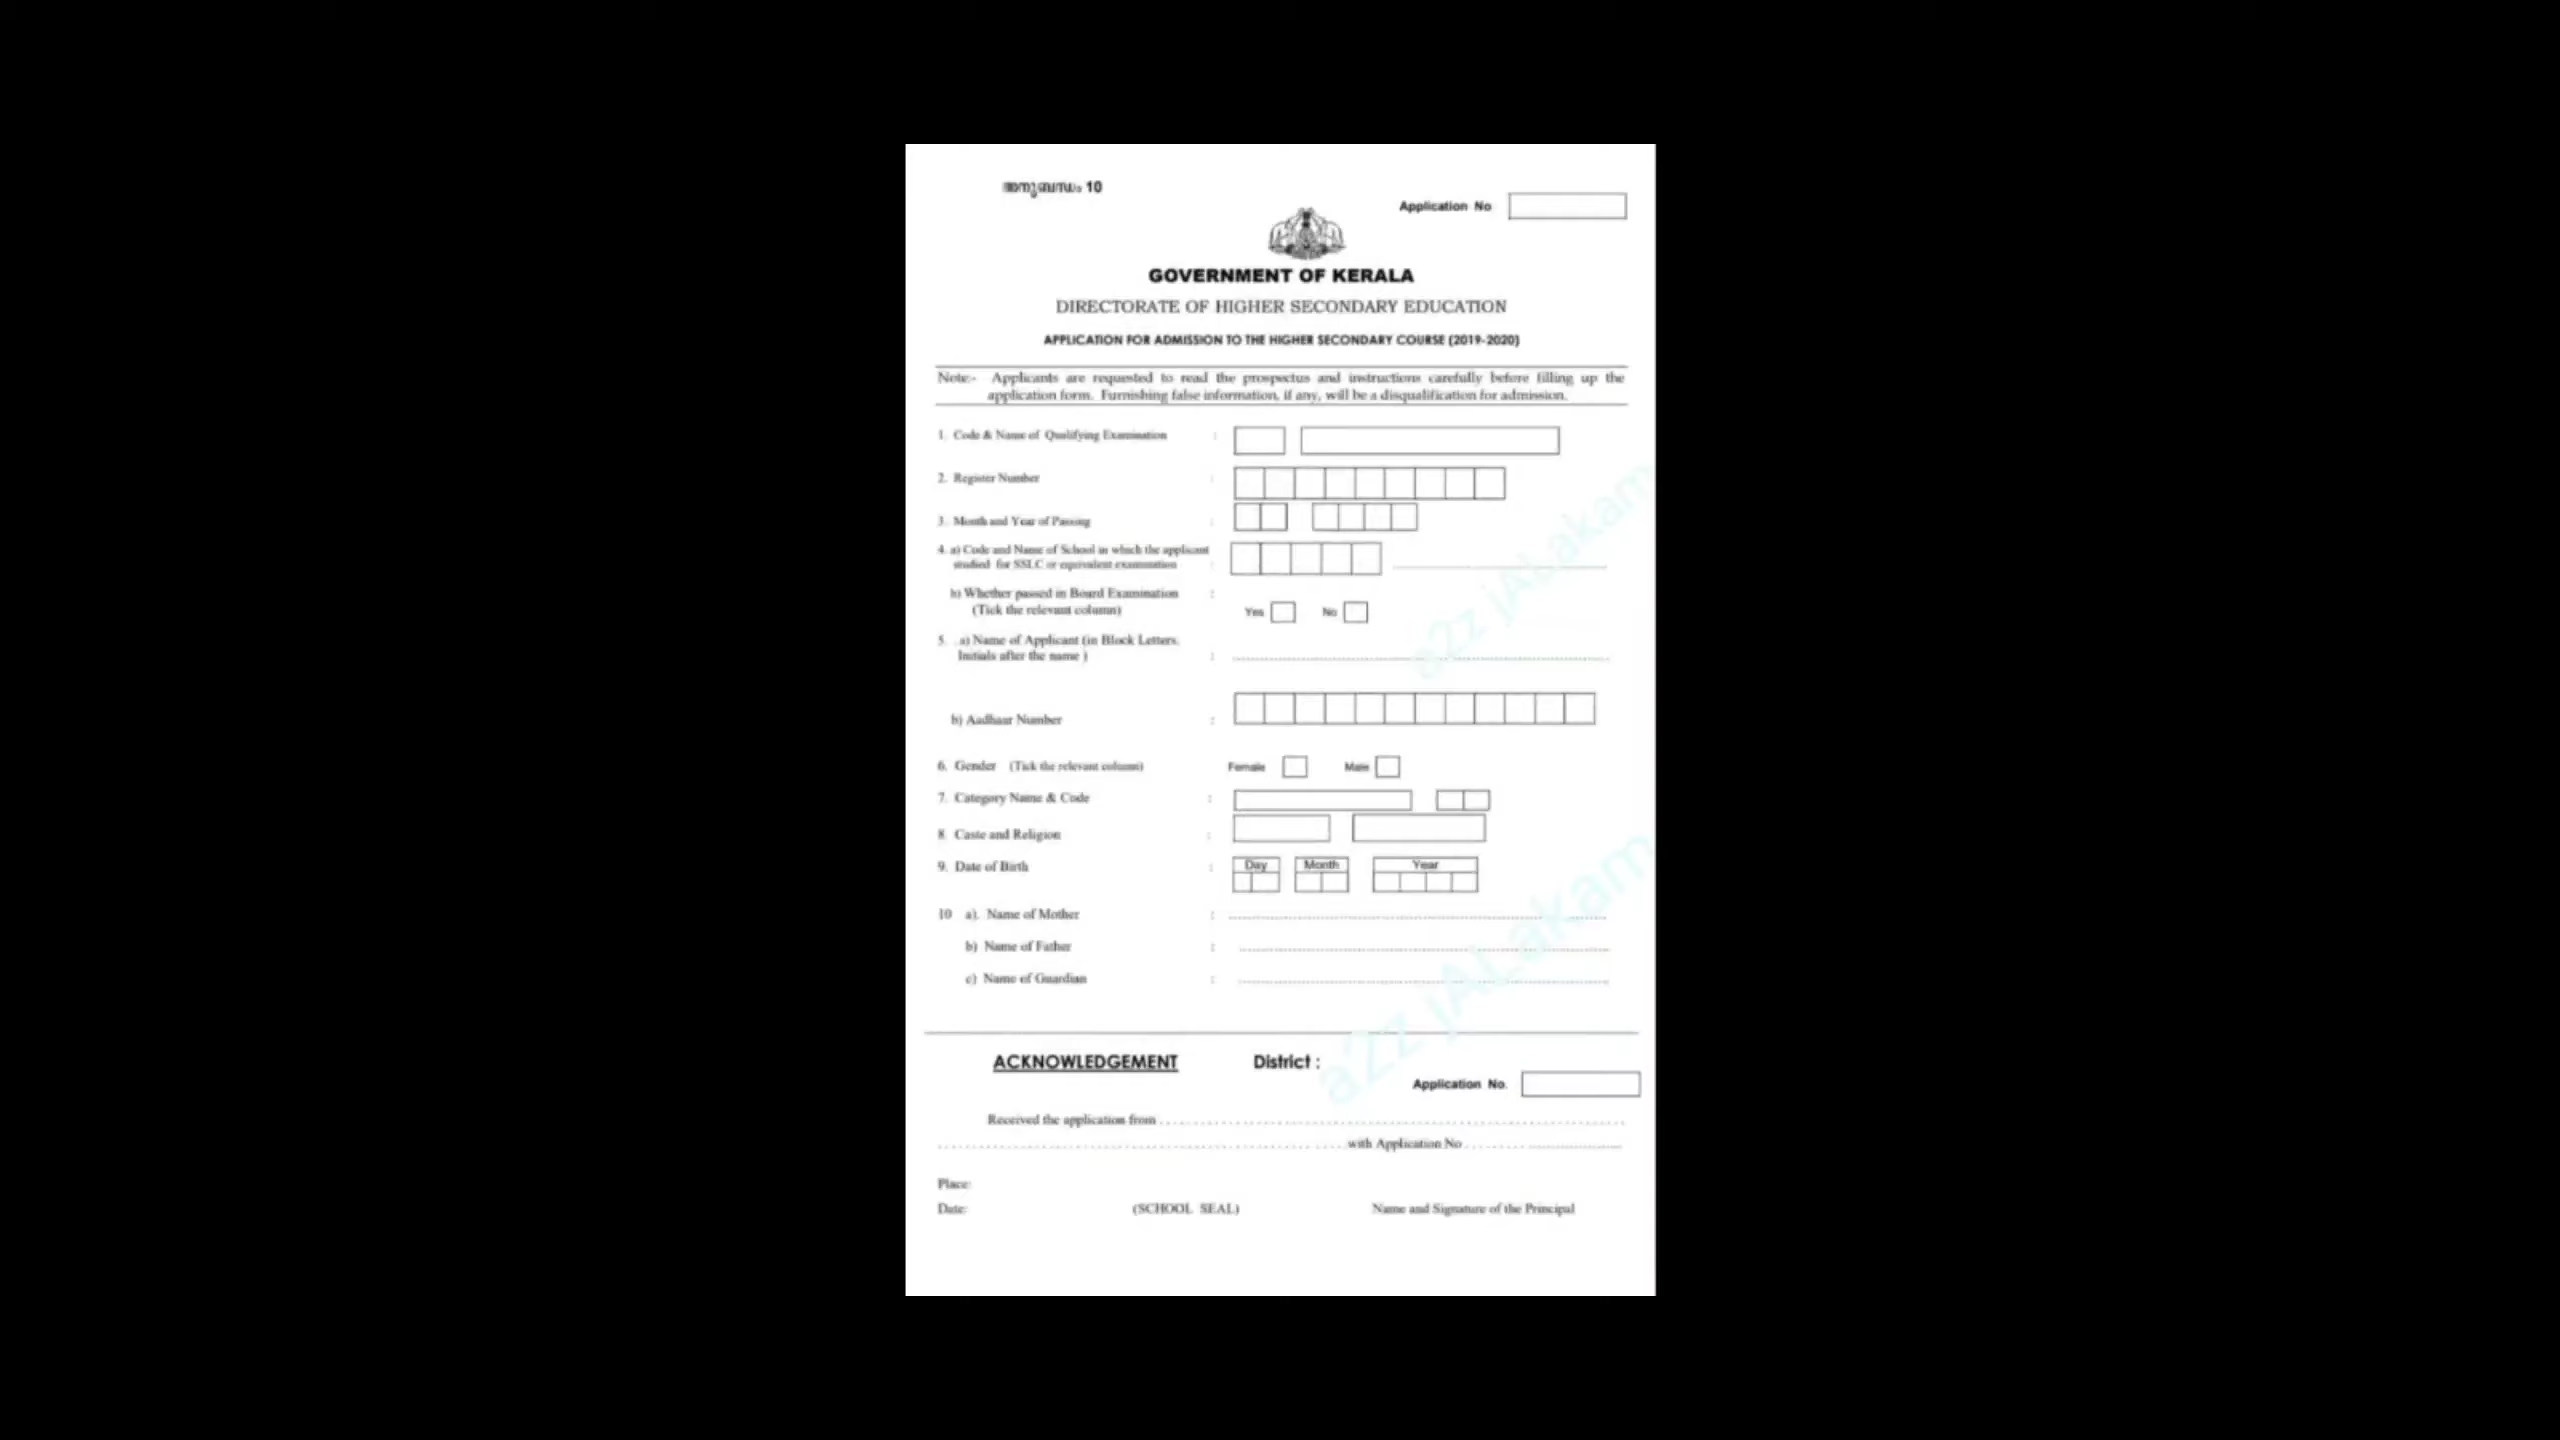 അനുബന്ധം 10
Application No
GOVERNMENT OF KERALA
DIRECTORATE OF HIGHER SECONDARY EDUCATION
APPLICATION FOR ADMISSION TO THE HIGHER SECONDARY COURSE (2019-2020)
Note:- Applicants are requested to read the prospectus and instructions carefully before filling up the
application form. Furnishing false information, if any, will be a disqualification for admission.
1. Code & Name of Qualifying Examination :
2. Register Number :
3. Month and Year of Passing :
4. a) Code and Name of School in which the applicant
studied for SSLC or equivalent examination :
b) Whether passed in Board Examination :
(Tick the relevant column) Yes No
5. a) Name of Applicant (in Block Letters,
Initials after the name ) :
b) Aadhaar Number :
6. Gender (Tick the relevant column) Female Male
7. Category Name & Code :
8. Caste and Religion :
9. Date of Birth : Day Month Year
10 a). Name of Mother :
b) Name of Father :
c) Name of Guardian :
ACKNOWLEDGEMENT District :
Application No.
Received the application from
with Application No
Place:
Date: (SCHOOL SEAL) Name and Signature of the Principal
a2z jALakam
a2z jALakam